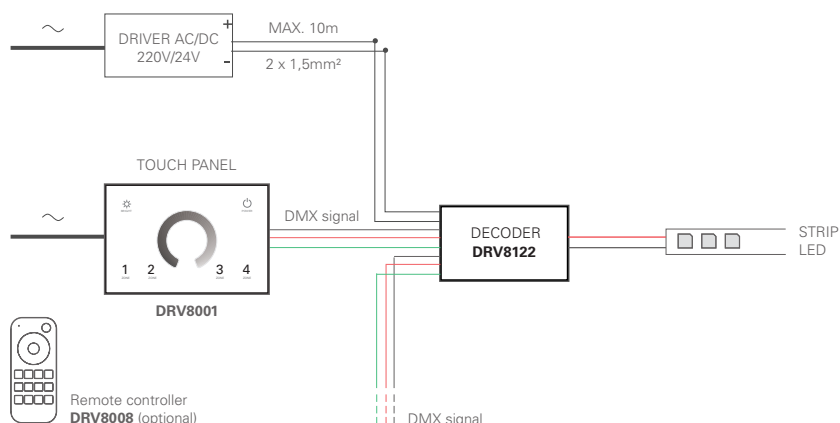 DRIVER AC/DC
220V/24V
+
-
MAX. 10m
2 x 1,5mm²
TOUCH PANEL
1 2 3 4
DRV8001
DMX signal
DECODER
DRV8122
STRIP
LED
Remote controller
DRV8008 (optional)
DMX signal